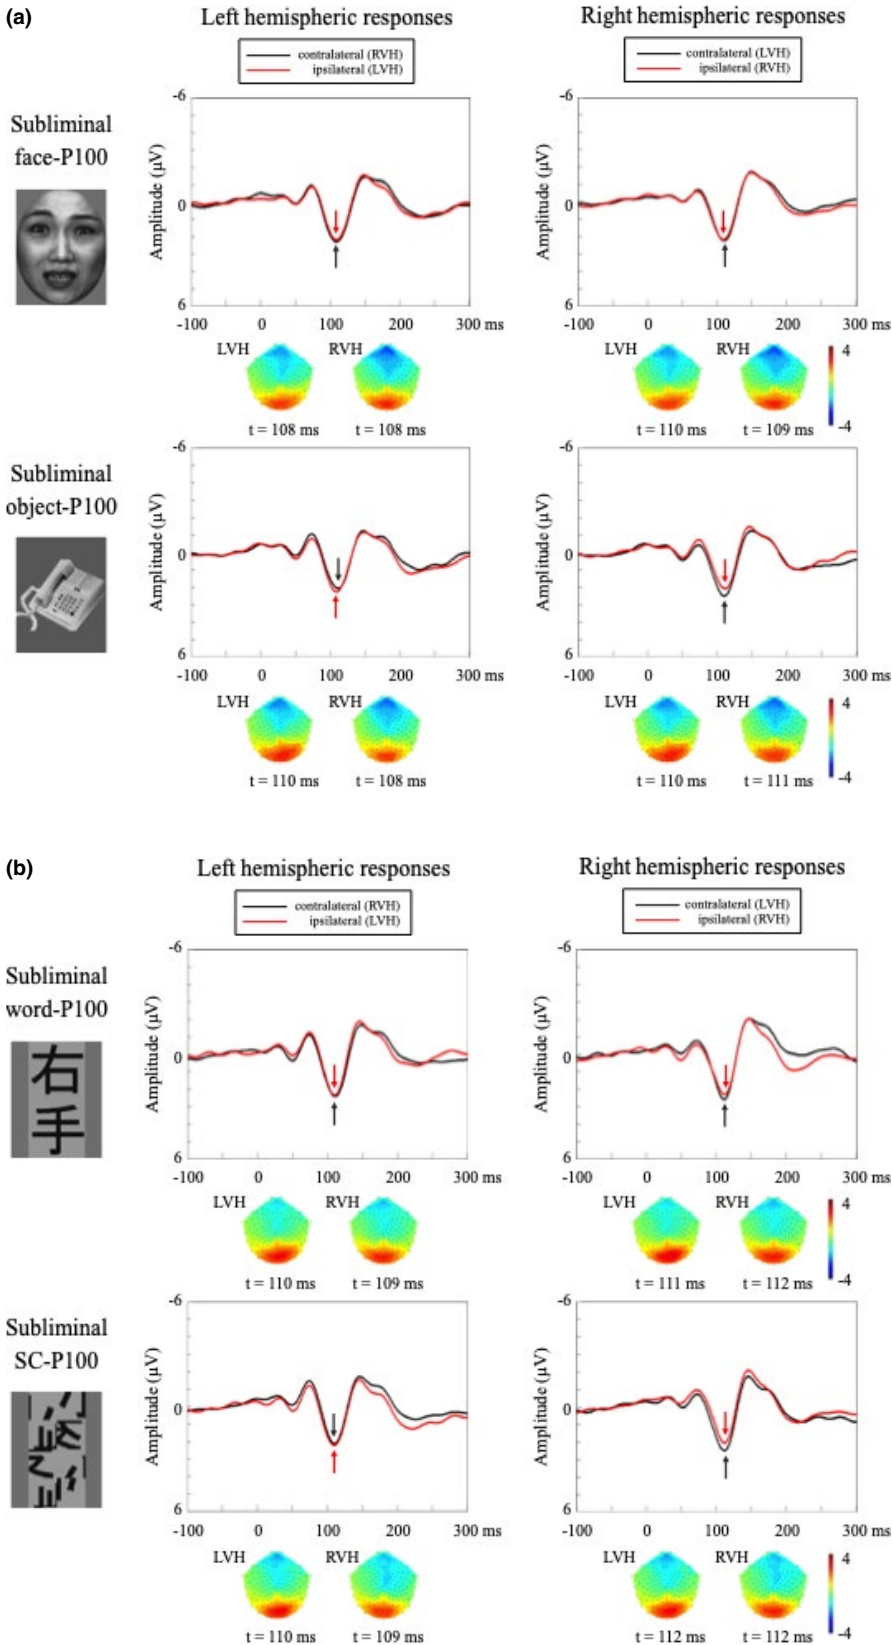 (a)
Left hemispheric responses
Right hemispheric responses
contralateral (RVH)
ipsilateral (LVH)
contralateral (LVH)
ipsilateral (RVH)
Subliminal
face-P100
Amplitude (μV)
-6
0
6
-100 0 100 200 300 ms
Amplitude (μV)
-6
0
6
-100 0 100 200 300 ms
LVH RVH
t = 108 ms t = 108 ms
LVH RVH
t = 110 ms t = 109 ms
4
-4
Subliminal
object-P100
Amplitude (μV)
-6
0
6
-100 0 100 200 300 ms
Amplitude (μV)
-6
0
6
-100 0 100 200 300 ms
LVH RVH
t = 110 ms t = 108 ms
LVH RVH
t = 110 ms t = 111 ms
4
-4
(b)
Left hemispheric responses
Right hemispheric responses
contralateral (RVH)
ipsilateral (LVH)
contralateral (LVH)
ipsilateral (RVH)
Subliminal
word-P100
右
手
Amplitude (μV)
-6
0
6
-100 0 100 200 300 ms
Amplitude (μV)
-6
0
6
-100 0 100 200 300 ms
LVH RVH
t = 110 ms t = 109 ms
LVH RVH
t = 111 ms t = 112 ms
4
-4
Subliminal
SC-P100
Amplitude (μV)
-6
0
6
-100 0 100 200 300 ms
Amplitude (μV)
-6
0
6
-100 0 100 200 300 ms
LVH RVH
t = 110 ms t = 109 ms
LVH RVH
t = 112 ms t = 112 ms
4
-4